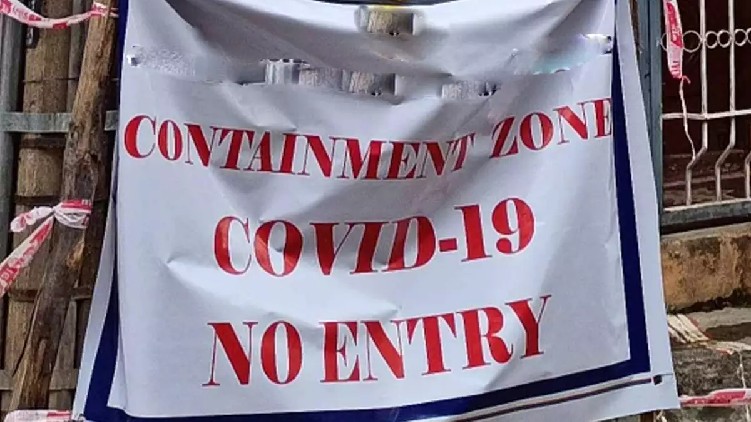 CONTAINMENT ZONE
COVID-19
NO ENTRY